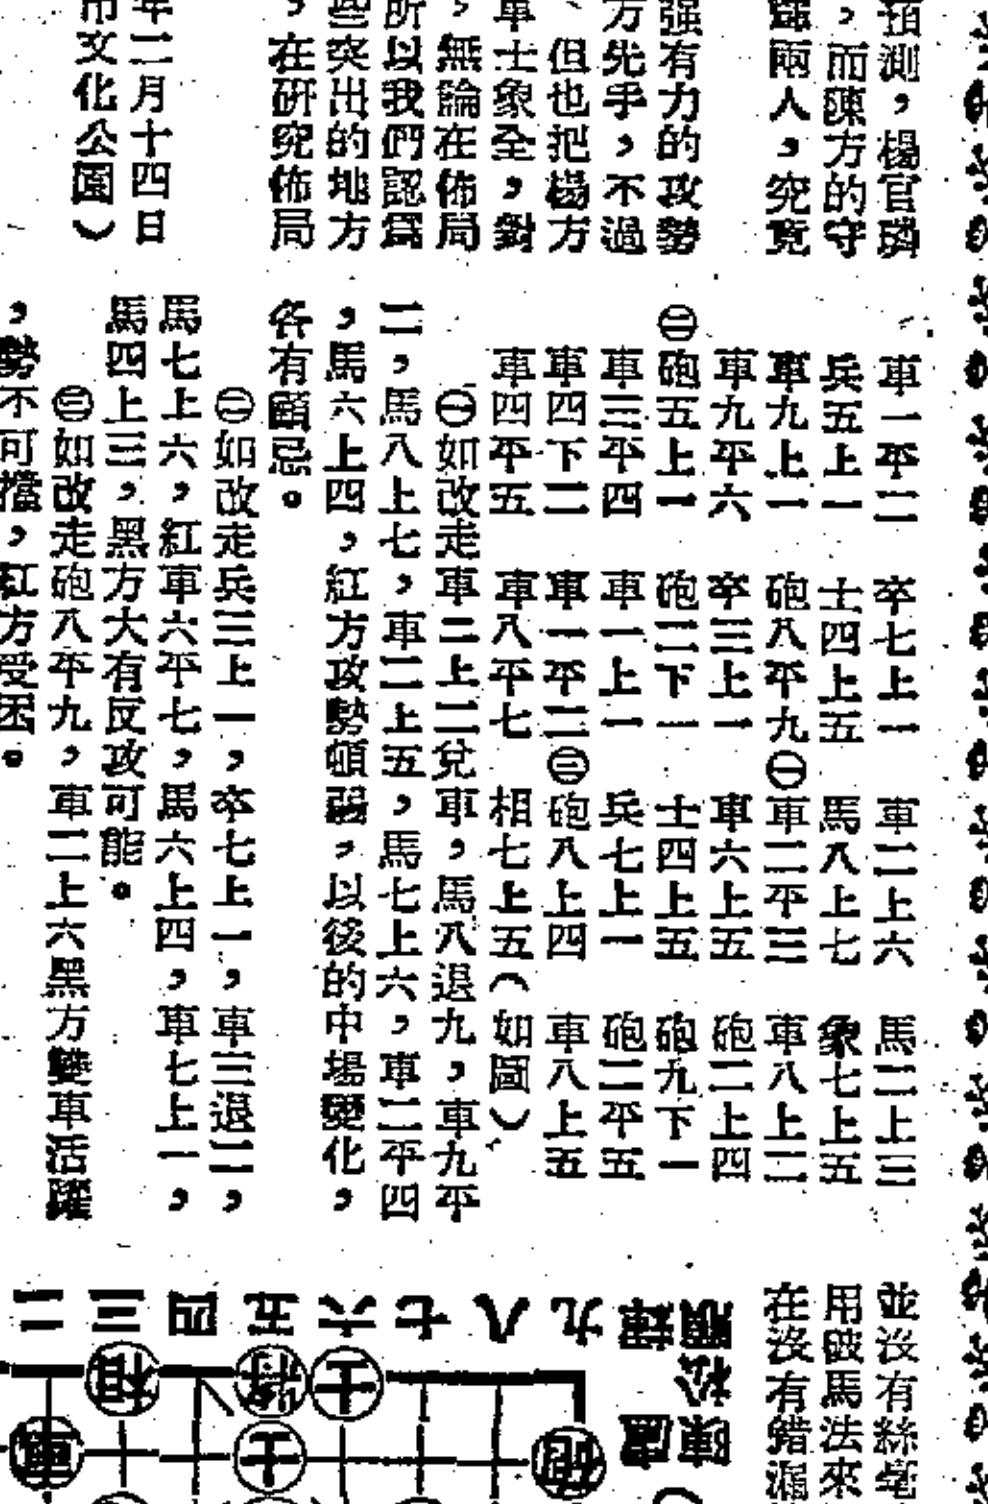 預測，楊官璘
，而陳方的守
雖兩人，究竟
强有力的攻勢
方先手，不過
、但也把楊方
車士象全，對
，無論在佈局
所以我們認爲
些突出的地方
，在研究佈局
年二月十四日
市文化公園）
車一平二　卒七上一　車二上六　馬二上三
兵五上一　士四上五　馬八上七　象七上五
車九上一　砲八平九㊀車二平三　車八上二
車九平六　卒三上一　車六上五　砲二上四
㊁砲五上一　砲二下一　士四上五　砲九下一
車三平四　車一上一　兵七上一　砲二平五
車四下二　車一平二㊂砲八上四　車八上五
車四平五　車八平七　相七上五（如圖）
㊀如改走車二上二兌車，馬八退九，車九平
二，馬八上七，車二上五，馬七上六，車二平四
，馬六上四，紅方攻勢頓弱，以後的中場變化，
各有顧忌。
㊁如改走兵三上一，卒七上一，車三退二，
馬七上六，紅車六平七，馬六上四，車七上一，
馬四上三，黑方大有反攻可能。
㊂如改走砲八平九，車二上六黑方雙車活躍
，勢不可擋，紅方受困。
並沒有絲毫
用破馬法來
在沒有錯漏
順松陳
輝盧
二三四五六七八九
相將士
車士砲